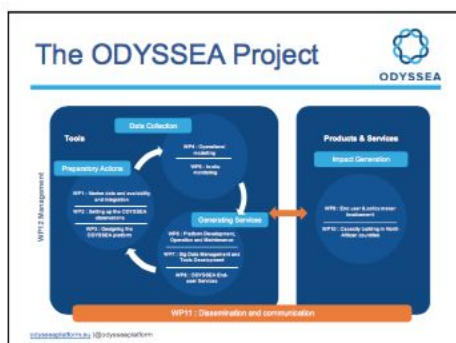 The ODYSSEA Project
ODYSSEA
Tools
Data Collection
WP4 : Operational
modelling
WP5 : In-situ
monitoring
Preparatory Actions
WP1 : Marine data and availability
and integration
WP2 : Setting up the ODYSSEA
observatories
WP3 : Designing the
ODYSSEA platform
Generating Services
WP6 : Platform Development,
Operation and Maintenance
WP7 : Big Data Management and
Tools Development
WP8 : ODYSSEA End-
user Services
Products & Services
Impact Generation
WP9 : End user & policy maker
involvement
WP10 : Capacity building in North
African countries
WP12 Management
WP11 : Dissemination and communication
odysseaplatform.eu |@odysseaplatform